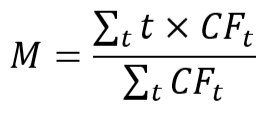 M = ∑ₜ t × CFₜ / ∑ₜ CFₜ